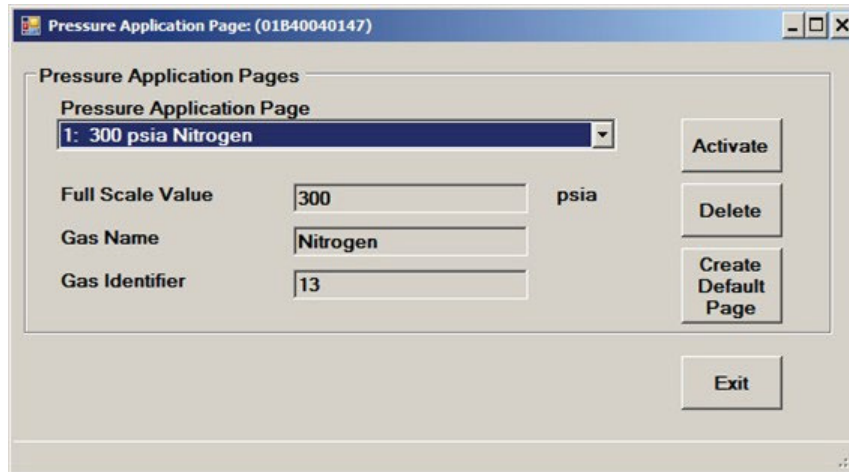 Pressure Application Page: (01B40040147)
Pressure Application Pages
Pressure Application Page
1: 300 psia Nitrogen
Activate
Full Scale Value
300
psia
Delete
Gas Name
Nitrogen
Gas Identifier
13
Create
Default
Page
Exit